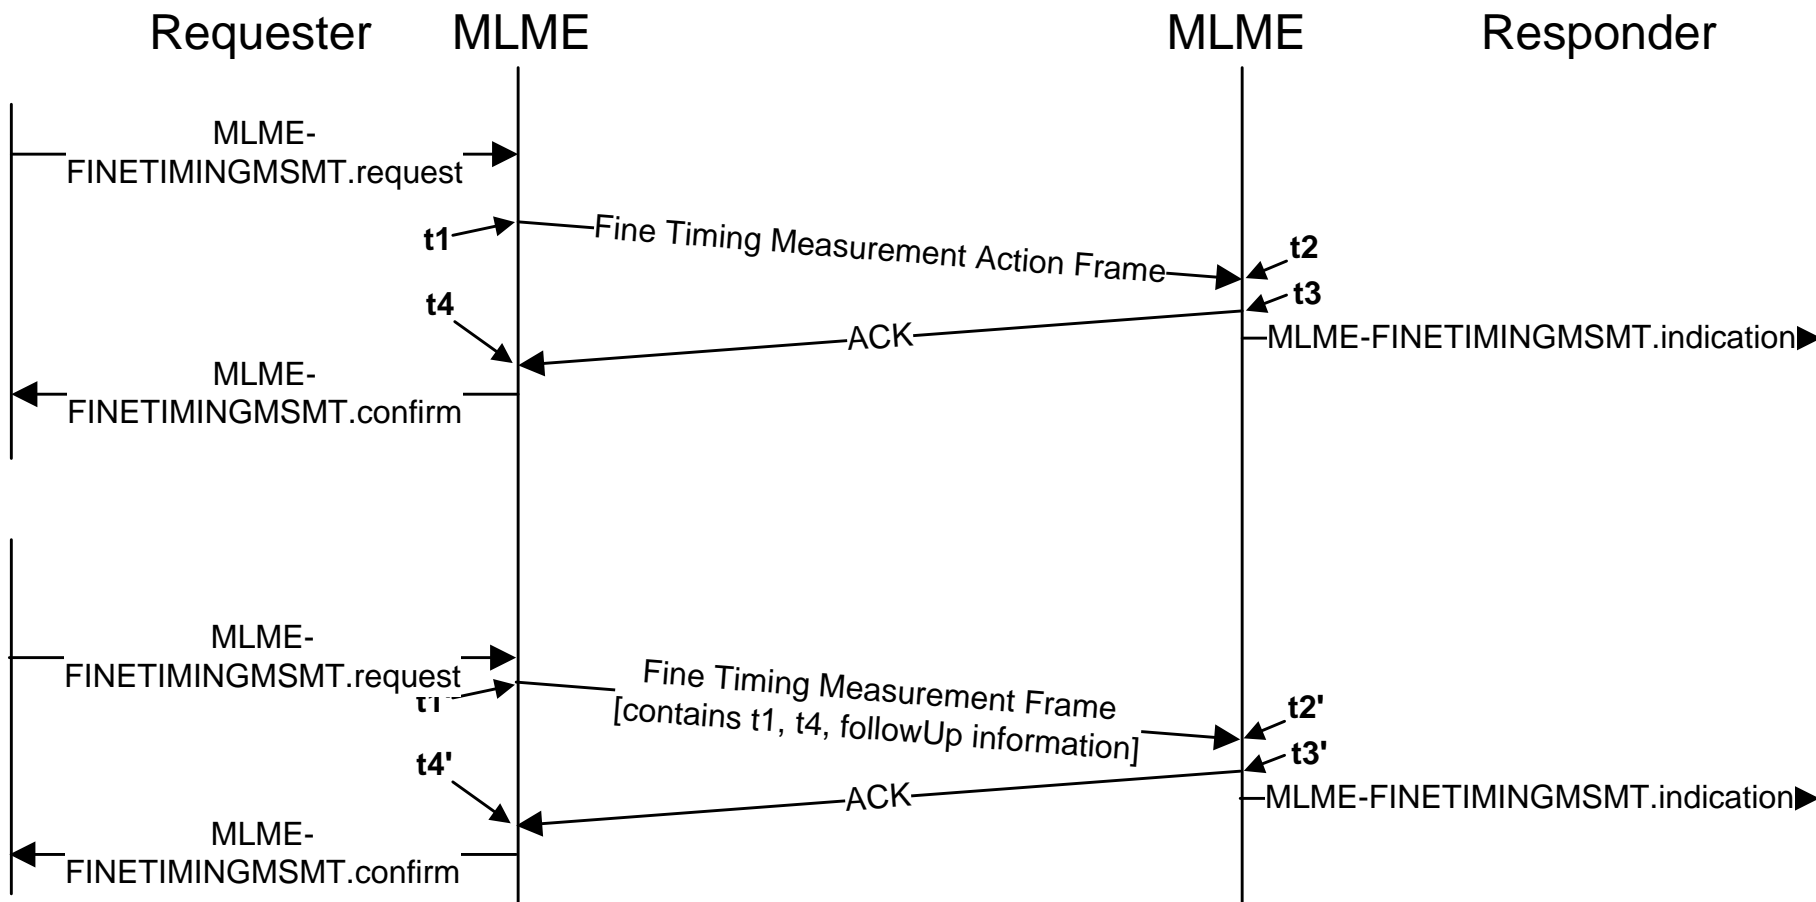 Requester MLME MLME Responder
MLME-
FINETIMINGMSMT.request
t1
Fine Timing Measurement Action Frame
t2
t4
t3
ACK
MLME-FINETIMINGMSMT.indication
MLME-
FINETIMINGMSMT.confirm
MLME-
FINETIMINGMSMT.request
Fine Timing Measurement Frame
[contains t1, t4, followUp information]
t2'
t4'
t3'
ACK
MLME-FINETIMINGMSMT.indication
MLME-
FINETIMINGMSMT.confirm